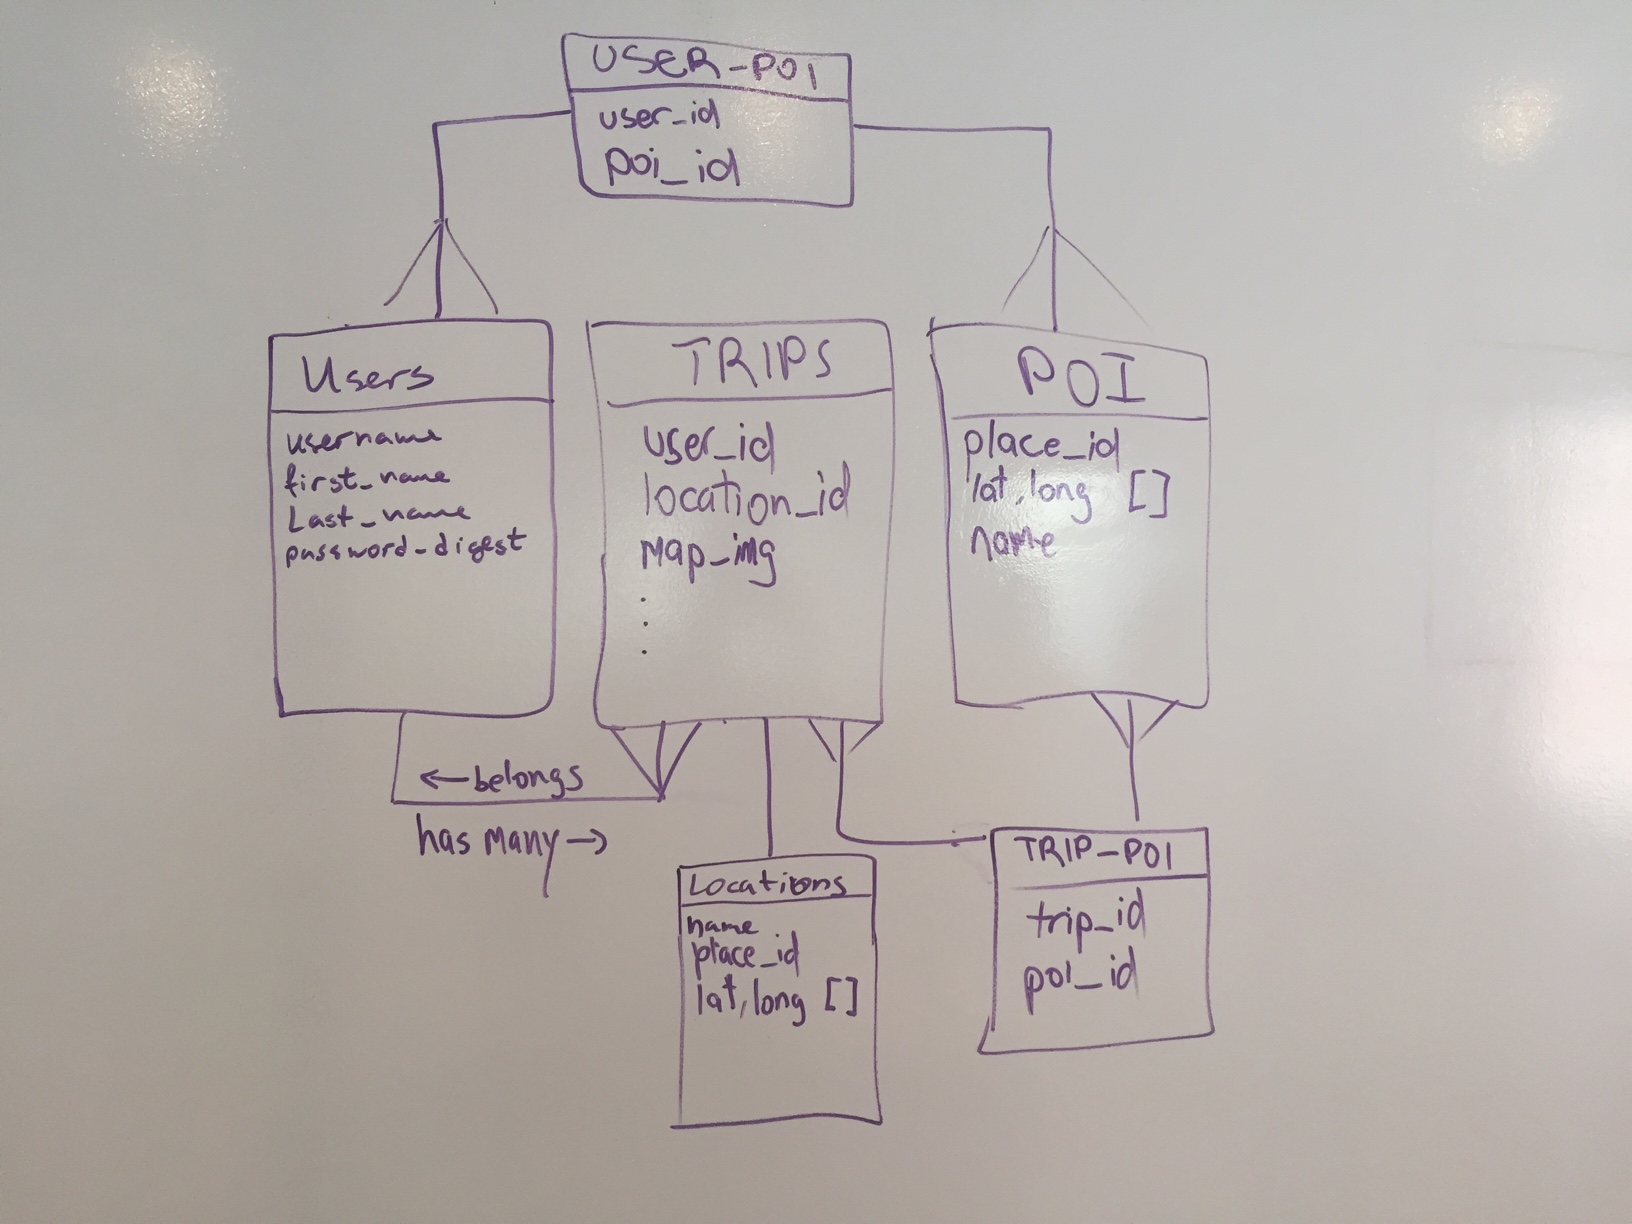 USER-POI
user_id
poi_id
Users
username
first_name
Last_name
password-digest
TRIPS
user_id
location_id
Map_img
.
.
.
POI
place_id
lat,long []
name
←belongs
has many→
Locations
name
place_id
lat,long []
TRIP-POI
trip_id
poi_id